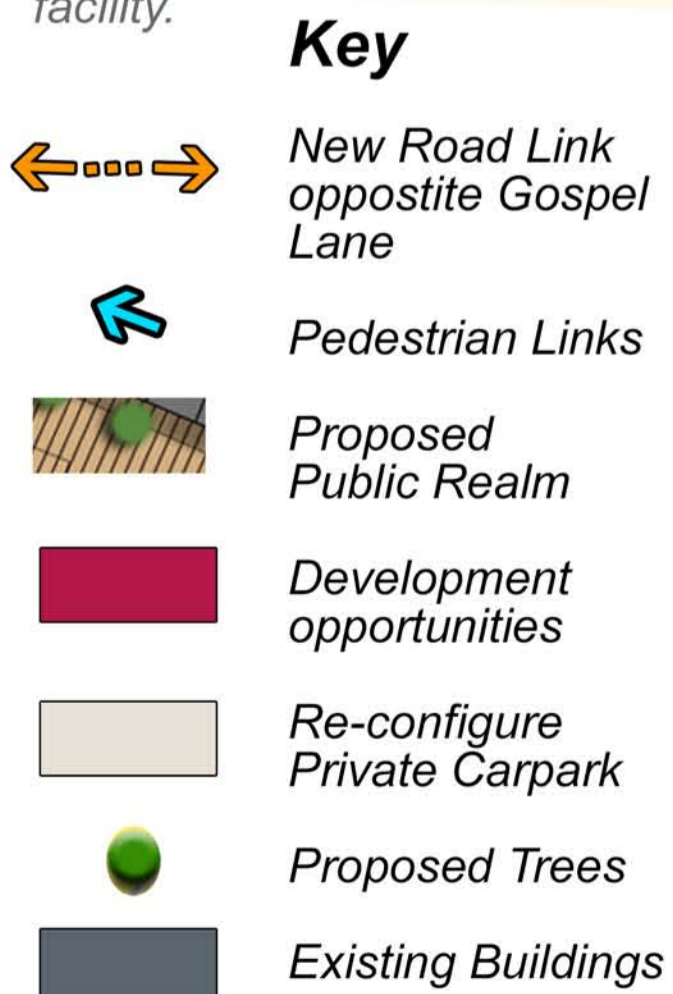 facility.
Key
New Road Link
oppostite Gospel
Lane
Pedestrian Links
Proposed
Public Realm
Development
opportunities
Re-configure
Private Carpark
Proposed Trees
Existing Buildings